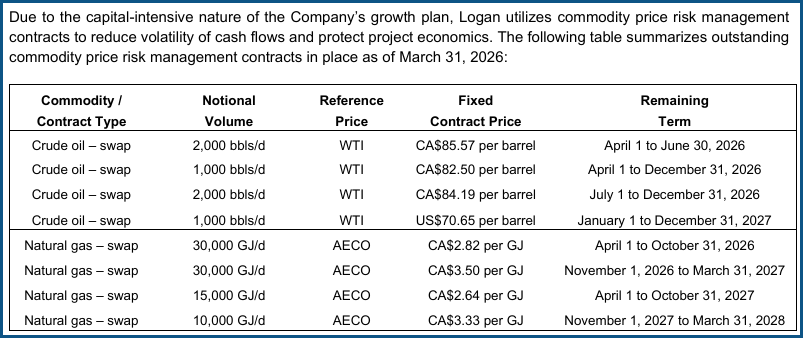 Due to the capital-intensive nature of the Company's growth plan, Logan utilizes commodity price risk management
contracts to reduce volatility of cash flows and protect project economics. The following table summarizes outstanding
commodity price risk management contracts in place as of March 31, 2026:
Commodity / Notional Reference Fixed Remaining
Contract Type Volume Price Contract Price Term
Crude oil – swap 2,000 bbls/d WTI CA$85.57 per barrel April 1 to June 30, 2026
Crude oil – swap 1,000 bbls/d WTI CA$82.50 per barrel April 1 to December 31, 2026
Crude oil – swap 2,000 bbls/d WTI CA$84.19 per barrel July 1 to December 31, 2026
Crude oil – swap 1,000 bbls/d WTI US$70.65 per barrel January 1 to December 31, 2027
Natural gas – swap 30,000 GJ/d AECO CA$2.82 per GJ April 1 to October 31, 2026
Natural gas – swap 30,000 GJ/d AECO CA$3.50 per GJ November 1, 2026 to March 31, 2027
Natural gas – swap 15,000 GJ/d AECO CA$2.64 per GJ April 1 to October 31, 2027
Natural gas – swap 10,000 GJ/d AECO CA$3.33 per GJ November 1, 2027 to March 31, 2028